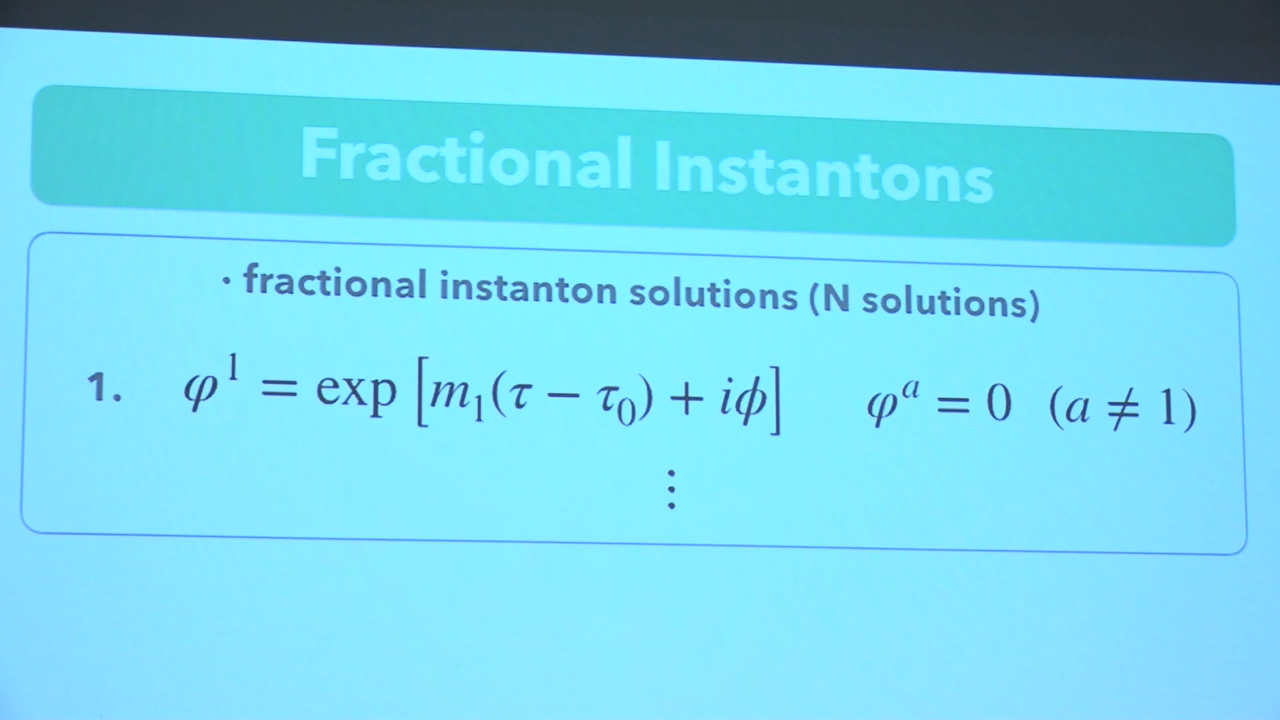 Fractional Instantons
· fractional instanton solutions (N solutions)
1. φ¹ = exp [m₁(τ − τ₀) + iϕ] φᵃ = 0 (a ≠ 1)
⋮